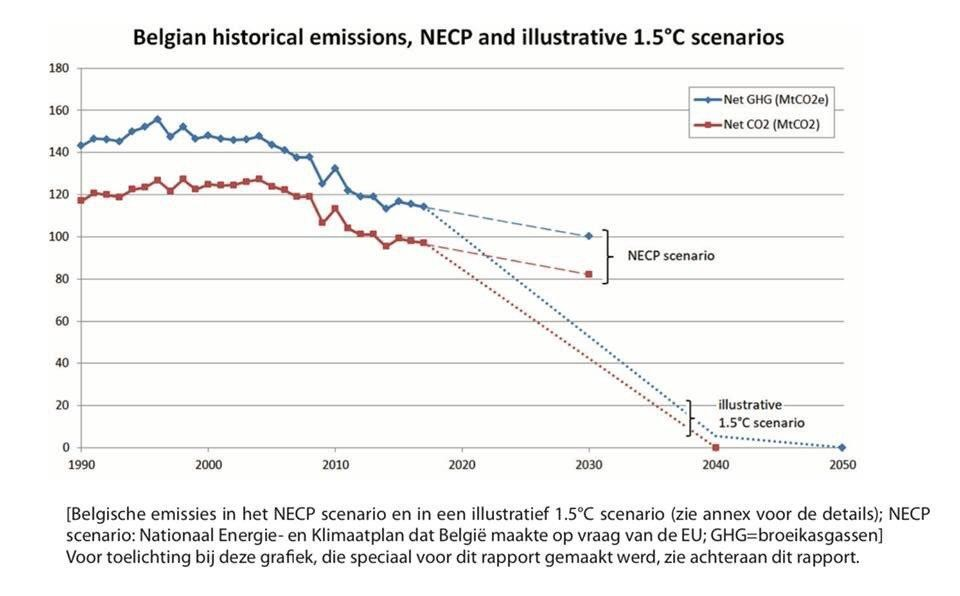 Belgian historical emissions, NECP and illustrative 1.5°C scenarios
180
160
140
120
100
80
60
40
20
0
1990
2000
2010
2020
2030
2040
2050
Net GHG (MtCO2e)
Net CO2 (MtCO2)
NECP scenario
illustrative
1.5°C scenario
[Belgische emissies in het NECP scenario en in een illustratief 1.5°C scenario (zie annex voor de details); NECP
scenario: Nationaal Energie- en Klimaatplan dat België maakte op vraag van de EU; GHG=broeikasgassen]
Voor toelichting bij deze grafiek, die speciaal voor dit rapport gemaakt werd, zie achteraan dit rapport.